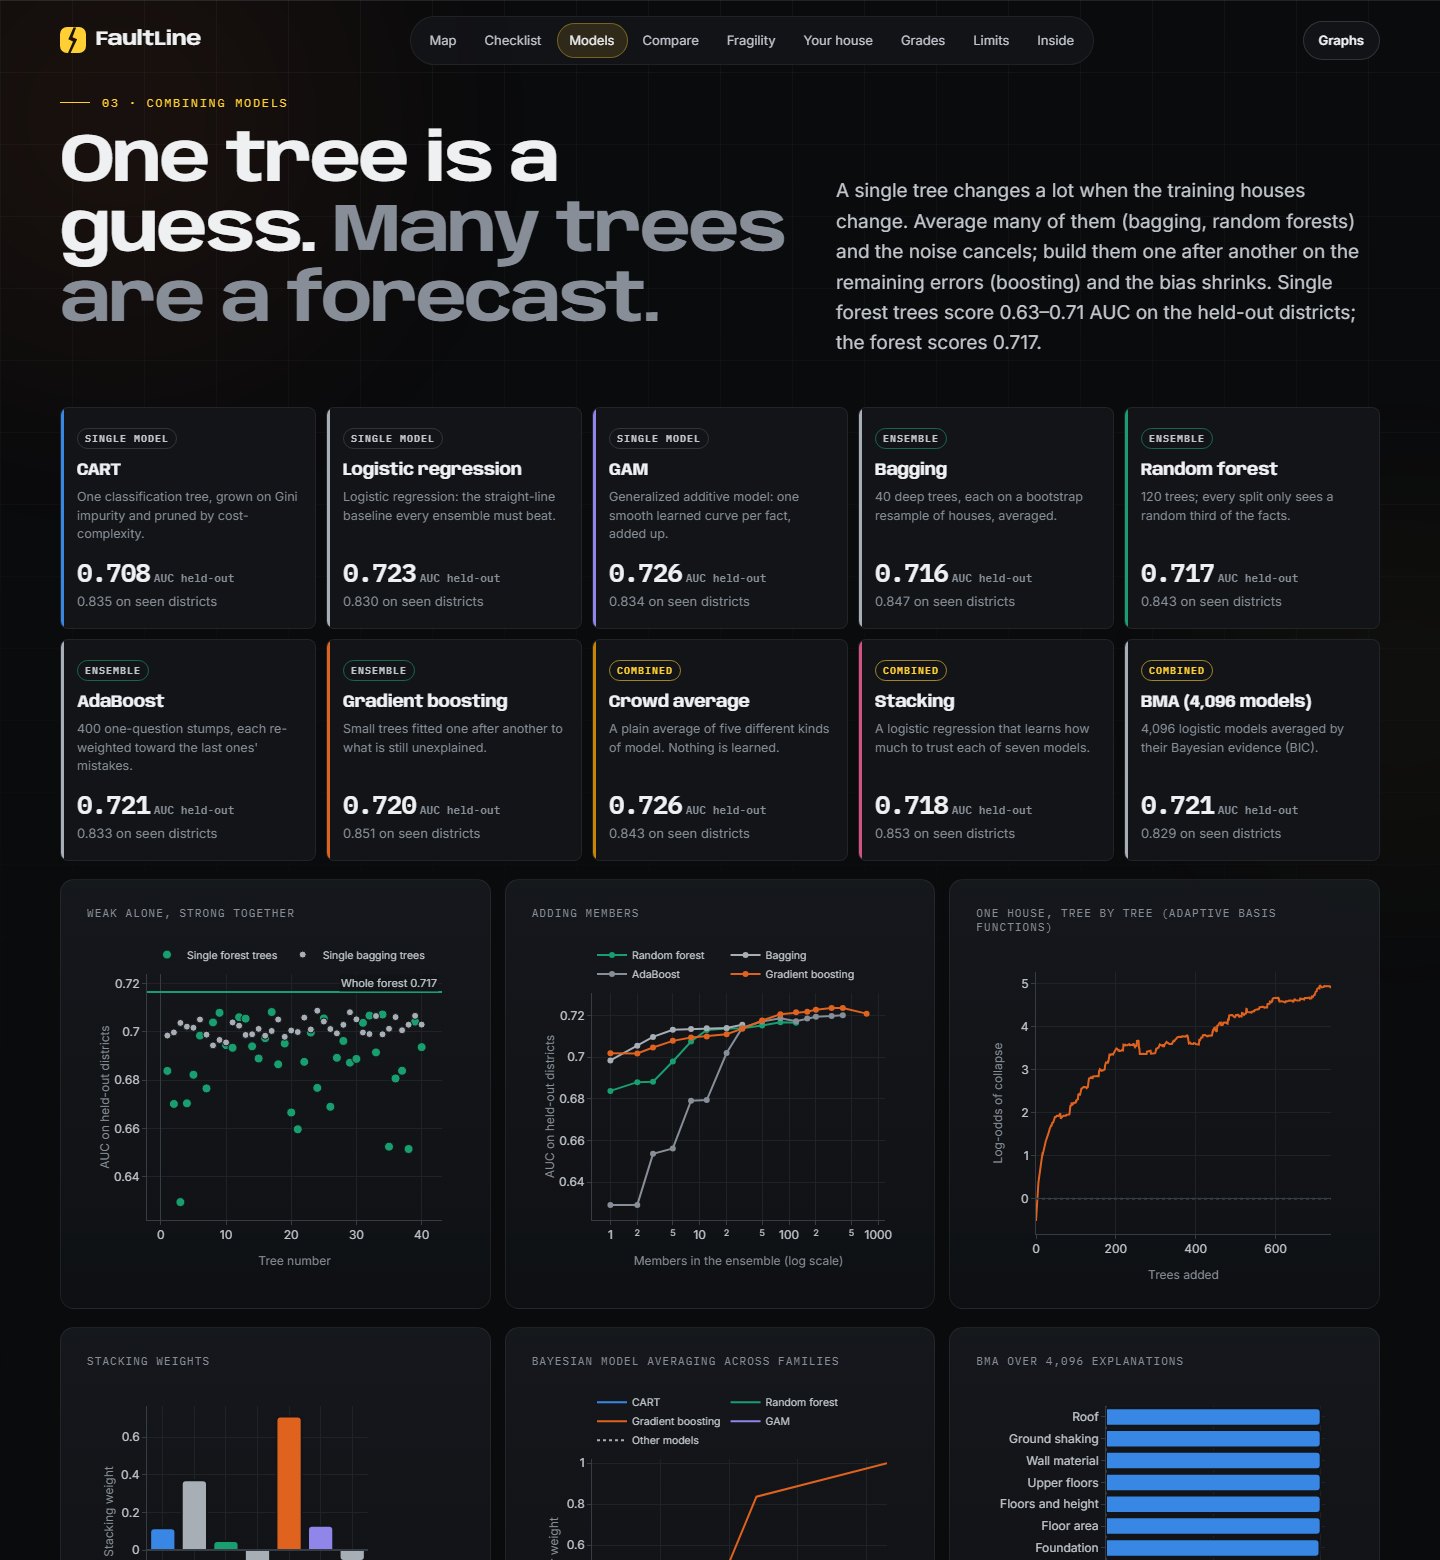 FaultLine
Map
Checklist
Models
Compare
Fragility
Your house
Grades
Limits
Inside
Graphs
03 · COMBINING MODELS
One tree is a
guess. Many trees
are a forecast.
A single tree changes a lot when the training houses
change. Average many of them (bagging, random forests)
and the noise cancels; build them one after another on the
remaining errors (boosting) and the bias shrinks. Single
forest trees score 0.63–0.71 AUC on the held-out districts;
the forest scores 0.717.
SINGLE MODEL
CART
One classification tree, grown on Gini
impurity and pruned by cost-
complexity.
0.708 AUC held-out
0.835 on seen districts
SINGLE MODEL
Logistic regression
Logistic regression: the straight-line
baseline every ensemble must beat.
0.723 AUC held-out
0.830 on seen districts
SINGLE MODEL
GAM
Generalized additive model: one
smooth learned curve per fact,
added up.
0.726 AUC held-out
0.834 on seen districts
ENSEMBLE
Bagging
40 deep trees, each on a bootstrap
resample of houses, averaged.
0.716 AUC held-out
0.847 on seen districts
ENSEMBLE
Random forest
120 trees; every split only sees a
random third of the facts.
0.717 AUC held-out
0.843 on seen districts
ENSEMBLE
AdaBoost
400 one-question stumps, each re-
weighted toward the last ones'
mistakes.
0.721 AUC held-out
0.833 on seen districts
ENSEMBLE
Gradient boosting
Small trees fitted one after another to
what is still unexplained.
0.720 AUC held-out
0.851 on seen districts
COMBINED
Crowd average
A plain average of five different kinds
of model. Nothing is learned.
0.726 AUC held-out
0.843 on seen districts
COMBINED
Stacking
A logistic regression that learns how
much to trust each of seven models.
0.718 AUC held-out
0.853 on seen districts
COMBINED
BMA (4,096 models)
4,096 logistic models averaged by
their Bayesian evidence (BIC).
0.721 AUC held-out
0.829 on seen districts
WEAK ALONE, STRONG TOGETHER
Single forest trees
Single bagging trees
Whole forest 0.717
0.72
0.7
0.68
0.66
0.64
AUC on held-out districts
0 10 20 30 40
Tree number
ADDING MEMBERS
Random forest
Bagging
AdaBoost
Gradient boosting
0.72
0.7
0.68
0.66
0.64
AUC on held-out districts
1 2 5 10 2 5 100 2 5 1000
Members in the ensemble (log scale)
ONE HOUSE, TREE BY TREE (ADAPTIVE BASIS
FUNCTIONS)
5
4
3
2
1
0
Log-odds of collapse
0 200 400 600
Trees added
STACKING WEIGHTS
0.6
0.4
0.2
0
Stacking weight
BAYESIAN MODEL AVERAGING ACROSS FAMILIES
CART
Random forest
Gradient boosting
GAM
Other models
1
0.8
0.6
weight
BMA OVER 4,096 EXPLANATIONS
Roof
Ground shaking
Wall material
Upper floors
Floors and height
Floor area
Foundation